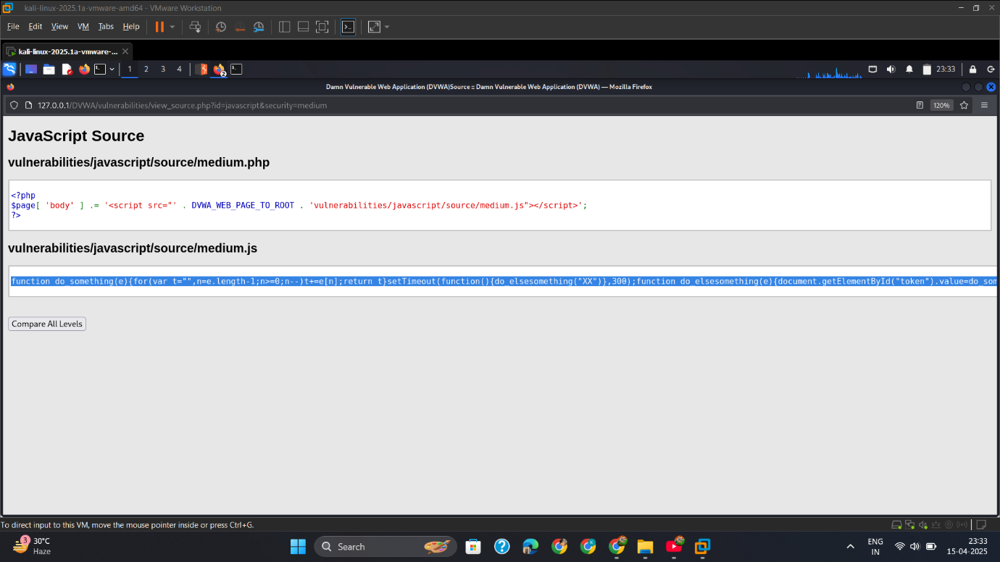 kali-linux-2025.1a-vmware-amd64 - VMware Workstation
File Edit View VM Tabs Help
kali-linux-2025.1a-vmware-...
1 2 3 4 2 23:33
Damn Vulnerable Web Application (DVWA)Source :: Damn Vulnerable Web Application (DVWA) — Mozilla Firefox
127.0.0.1/DVWA/vulnerabilities/view_source.php?id=javascript&security=medium 120%
JavaScript Source
vulnerabilities/javascript/source/medium.php
<?php
$page[ 'body' ] .= '<script src="' . DVWA_WEB_PAGE_TO_ROOT . 'vulnerabilities/javascript/source/medium.js"></script>';
?>
vulnerabilities/javascript/source/medium.js
function do_something(e){for(var t="",n=e.length-1;n>=0;n--)t+=e[n];return t}setTimeout(function(){do_elsesomething("XX")},300);function do_elsesomething(e){document.getElementById("token").value=do_som
Compare All Levels
To direct input to this VM, move the mouse pointer inside or press Ctrl+G.
3 30°C
Haze
Search
ENG
IN
23:33
15-04-2025